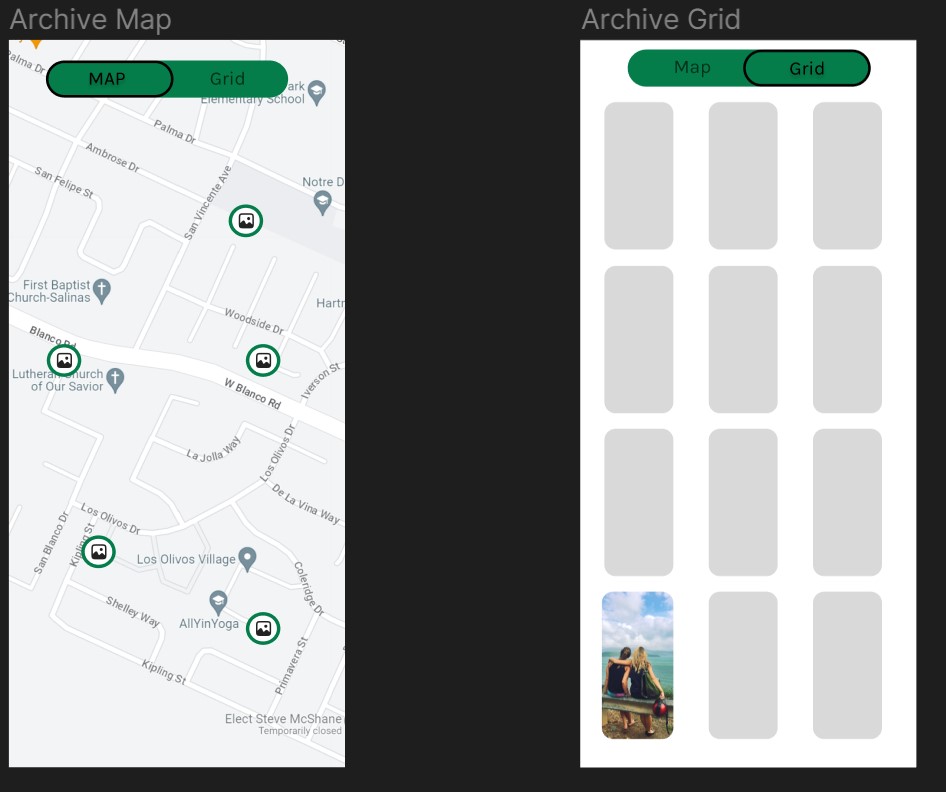 Archive Map
Archive Grid
MAP
Grid
Map
Grid
Palma Dr
ark
Elementary School
Palma Dr
Ambrose Dr
San Felipe St
San Vincente Ave
Notre D
First Baptist
Church-Salinas
Hartn
Woodside Dr
Blanco Rd
Lutheran Church
of Our Savior
Iverson St
W Blanco Rd
La Jolla Way
Los Olivos Dr
De La Vina Way
Los Olivos Dr
San Blanco Dr
Kipling St
Los Olivos Village
Coleridge Dr
Shelley Way
AllYinYoga
Primavera St
Kipling St
Elect Steve McShane
Temporarily closed